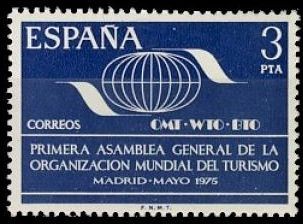 ESPAÑA 3
PTA
CORREOS OMT·WTO·BTO
PRIMERA ASAMBLEA GENERAL DE LA
ORGANIZACION MUNDIAL DEL TURISMO
MADRID-MAYO 1975
F.N.M.T.